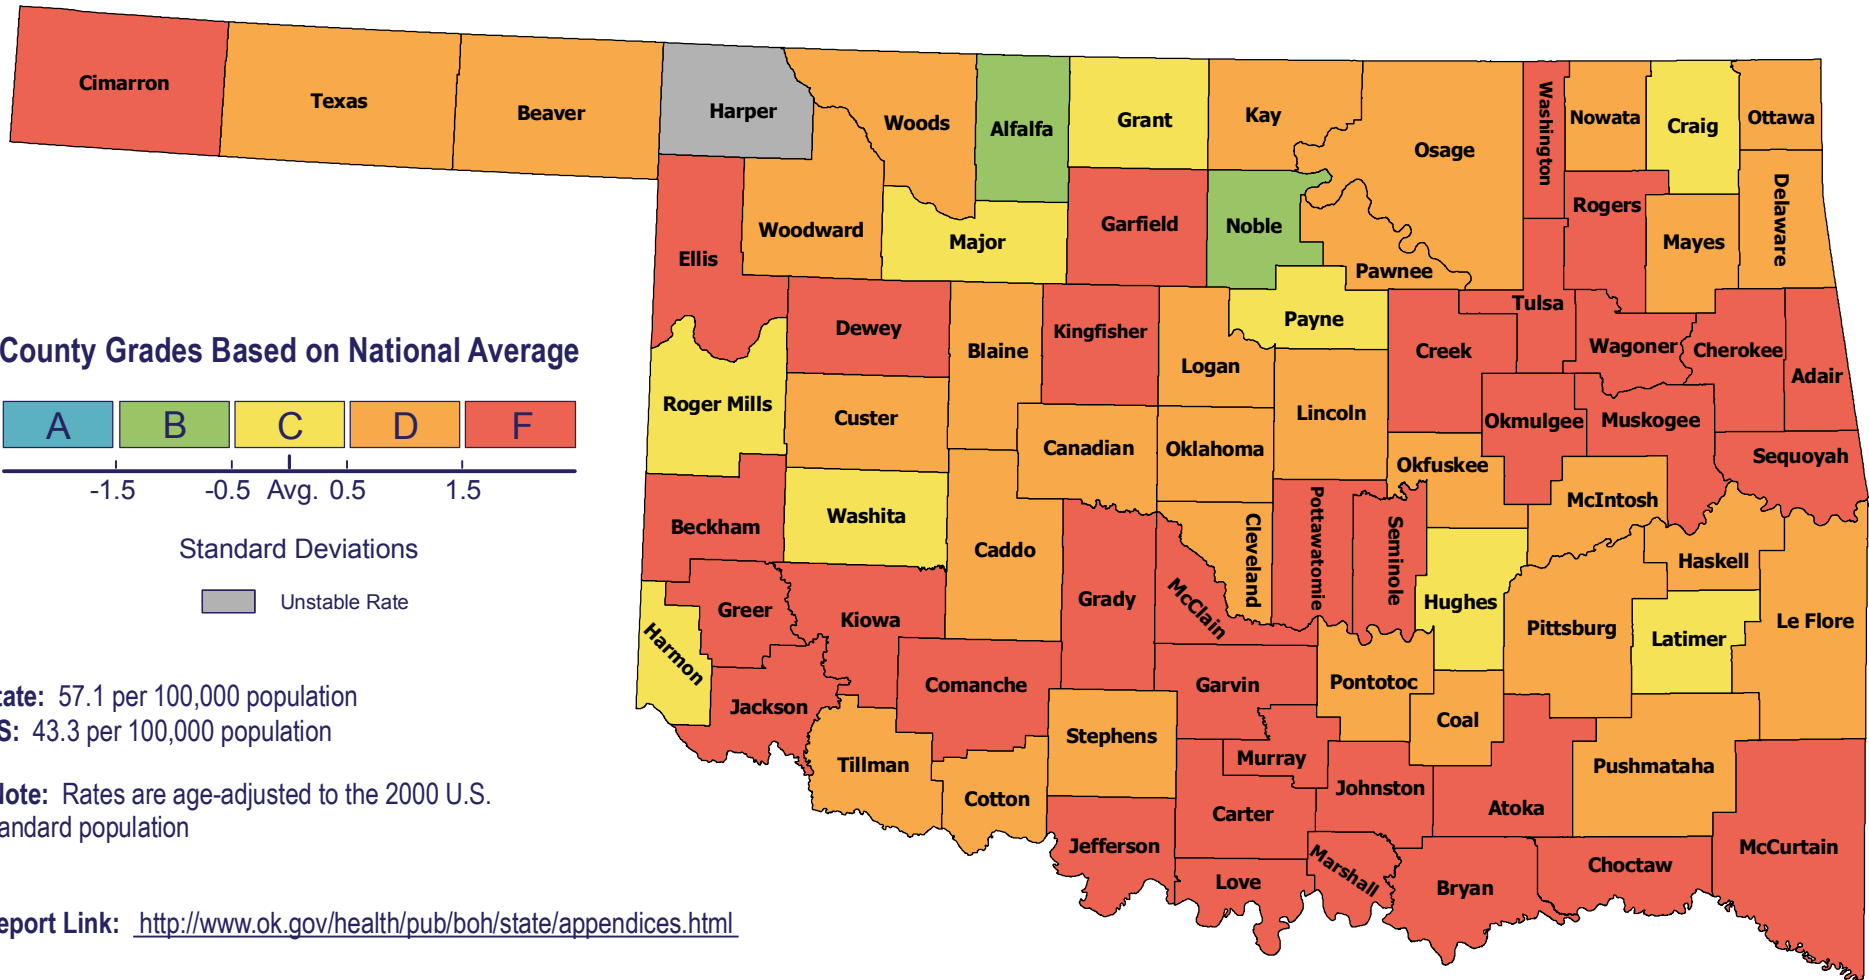 Cimarron
Texas
Beaver
Harper
Woods
Alfalfa
Grant
Kay
Osage
Washington
Nowata
Craig
Ottawa
Delaware
Ellis
Woodward
Major
Garfield
Noble
Pawnee
Rogers
Mayes
Tulsa
Dewey
Blaine
Kingfisher
Logan
Payne
Creek
Wagoner
Cherokee
Adair
County Grades Based on National Average
A B C D F
-1.5 -0.5 Avg. 0.5 1.5
Standard Deviations
Unstable Rate
Roger Mills
Custer
Canadian
Oklahoma
Lincoln
Okmulgee
Muskogee
Sequoyah
Okfuskee
McIntosh
Beckham
Washita
Caddo
Grady
McClain
Cleveland
Pottawatomie
Seminole
Hughes
Pittsburg
Haskell
Latimer
Le Flore
Harmon
Greer
Kiowa
Jackson
Comanche
Garvin
Pontotoc
Coal
Tillman
Cotton
Stephens
Murray
Johnston
Atoka
Pushmataha
Jefferson
Carter
Love
Marshall
Bryan
Choctaw
McCurtain
tate: 57.1 per 100,000 population
S: 43.3 per 100,000 population
Note: Rates are age-adjusted to the 2000 U.S.
andard population
eport Link: http://www.ok.gov/health/pub/boh/state/appendices.html